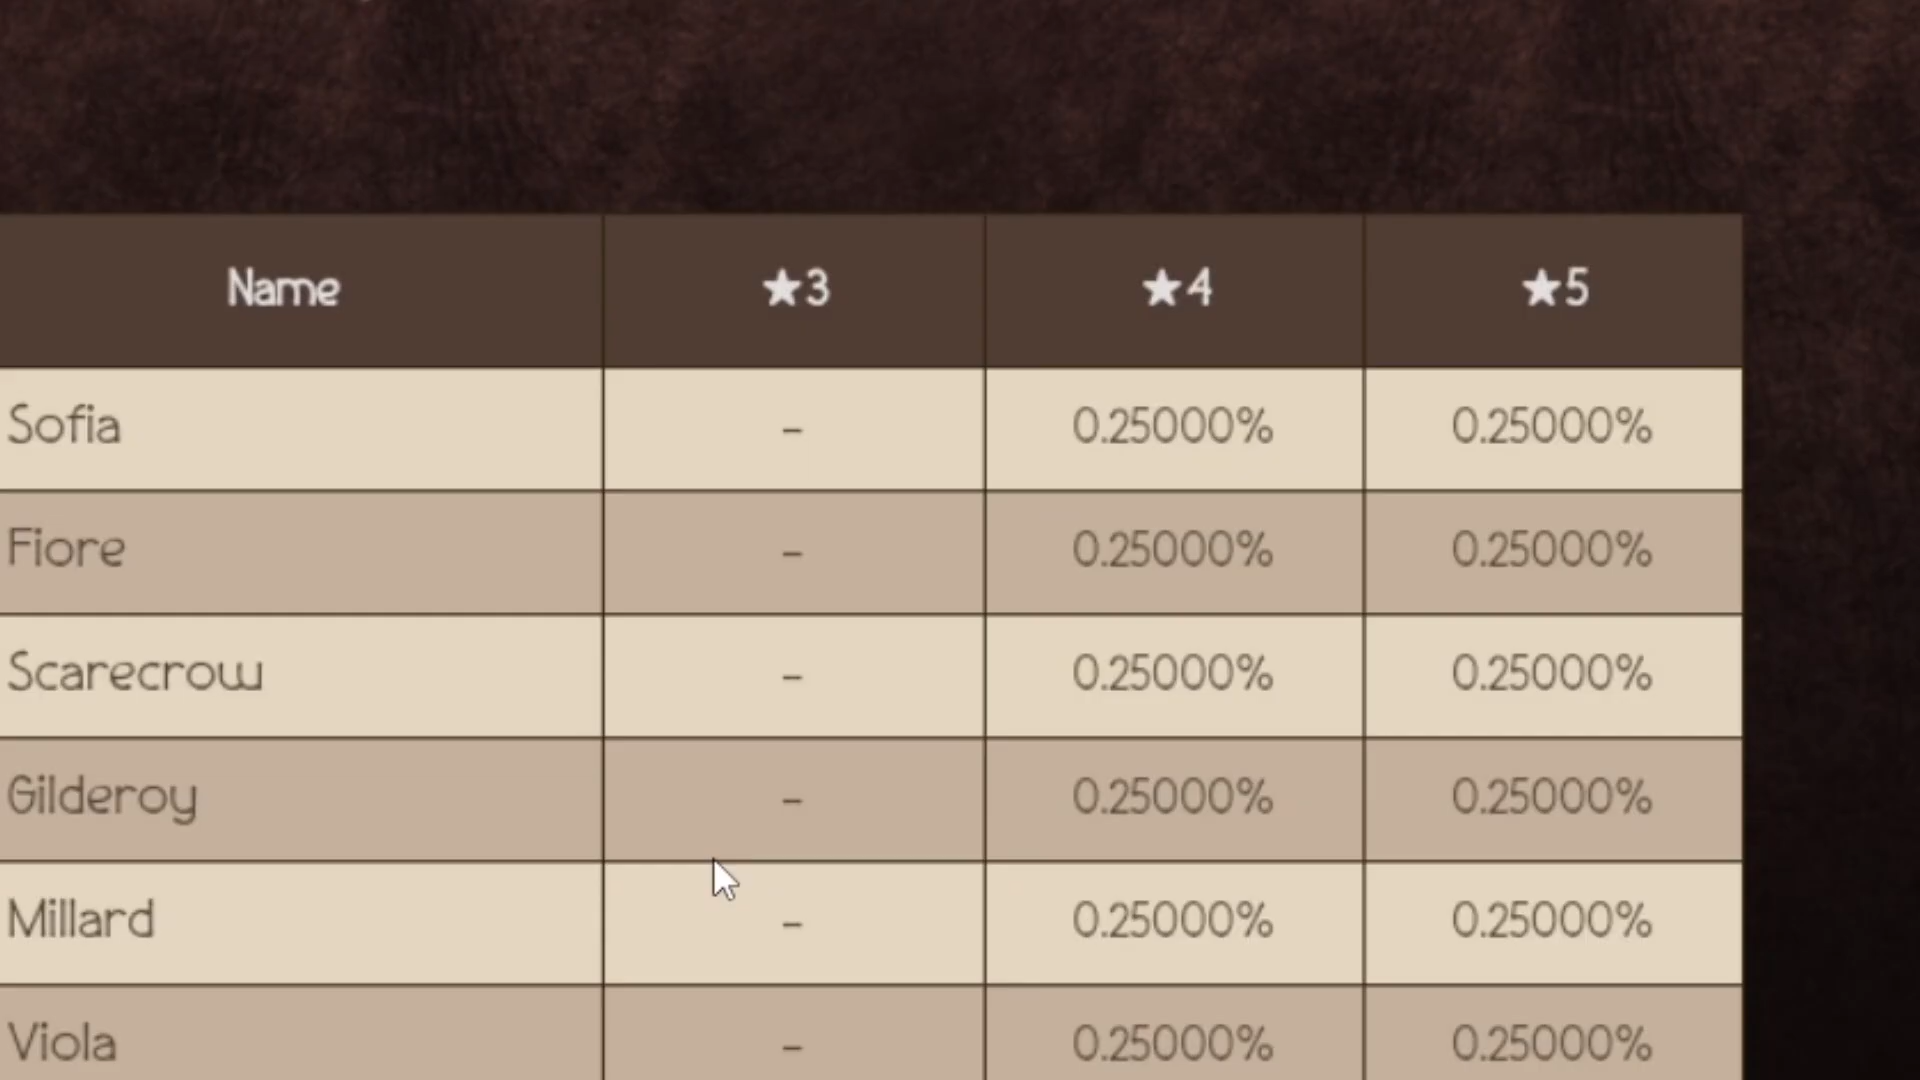 Name ★3 ★4 ★5
Sofia - 0.25000% 0.25000%
Fiore - 0.25000% 0.25000%
Scarecrow - 0.25000% 0.25000%
Gilderoy - 0.25000% 0.25000%
Millard - 0.25000% 0.25000%
Viola - 0.25000% 0.25000%